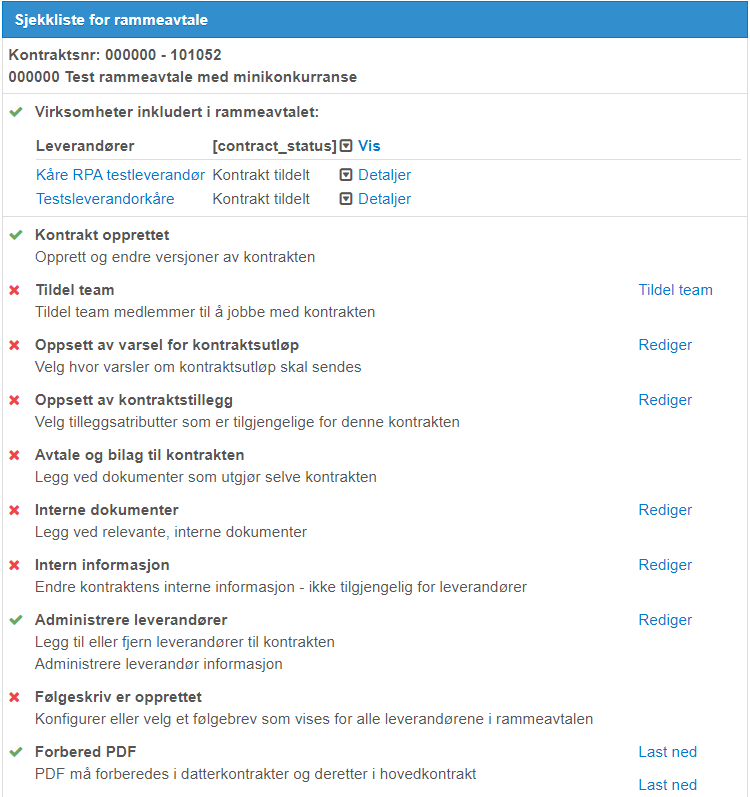 Sjekkliste for rammeavtale
Kontraktsnr: 000000 - 101052
000000 Test rammeavtale med minikonkurranse
Virksomheter inkludert i rammeavtalet:
Leverandører [contract_status] Vis
Kåre RPA testleverandør Kontrakt tildelt Detaljer
Testsleverandorkåre Kontrakt tildelt Detaljer
Kontrakt opprettet
Opprett og endre versjoner av kontrakten
Tildel team Tildel team
Tildel team medlemmer til å jobbe med kontrakten
Oppsett av varsel for kontraktsutløp Rediger
Velg hvor varsler om kontraktsutløp skal sendes
Oppsett av kontraktstillegg Rediger
Velg tilleggsatributter som er tilgjengelige for denne kontrakten
Avtale og bilag til kontrakten
Legg ved dokumenter som utgjør selve kontrakten
Interne dokumenter Rediger
Legg ved relevante, interne dokumenter
Intern informasjon Rediger
Endre kontraktens interne informasjon - ikke tilgjengelig for leverandører
Administrere leverandører Rediger
Legg til eller fjern leverandører til kontrakten
Administrere leverandør informasjon
Følgeskriv er opprettet
Konfigurer eller velg et følgebrev som vises for alle leverandørene i rammeavtalen
Forbered PDF Last ned
PDF må forberedes i datterkontrakter og deretter i hovedkontrakt
Last ned